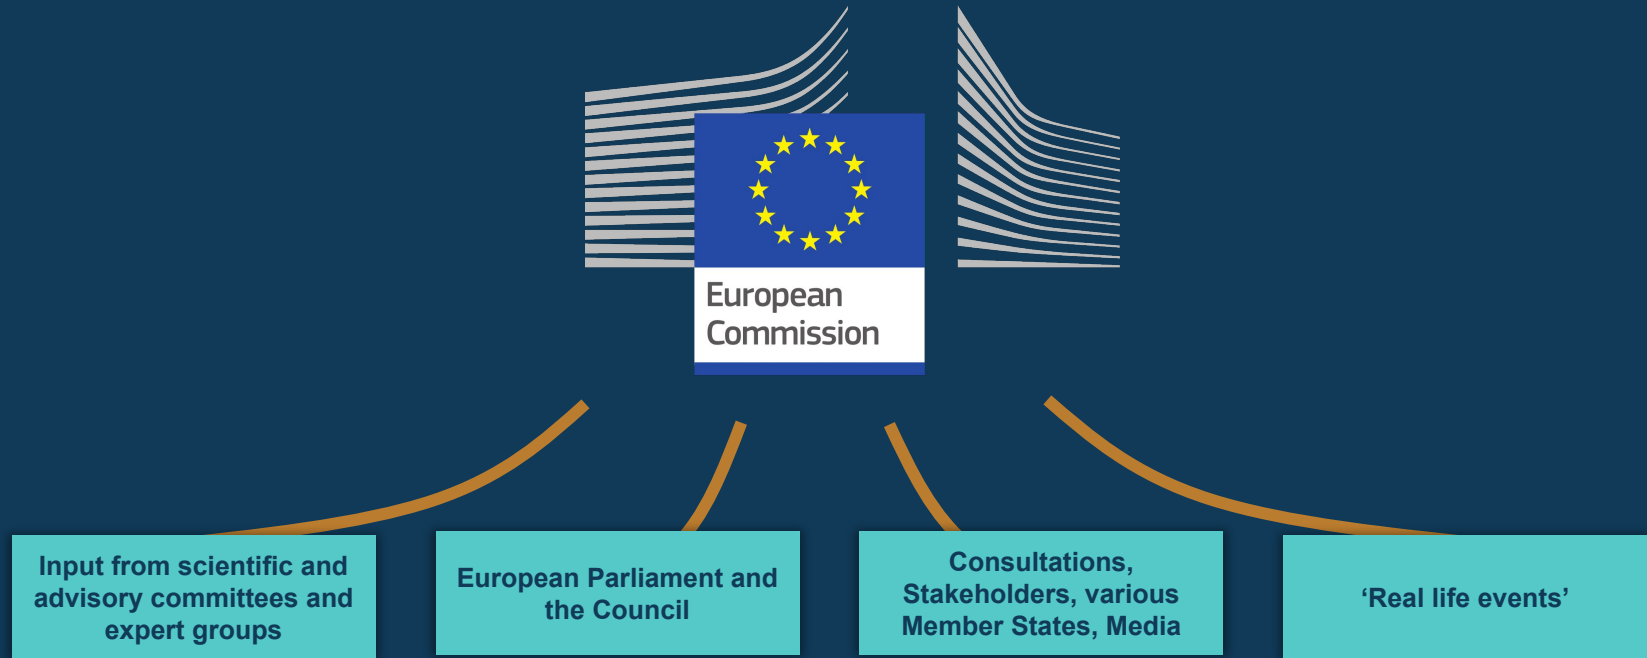 European
Commission
Input from scientific and
advisory committees and
expert groups
European Parliament and
the Council
Consultations,
Stakeholders, various
Member States, Media
‘Real life events’